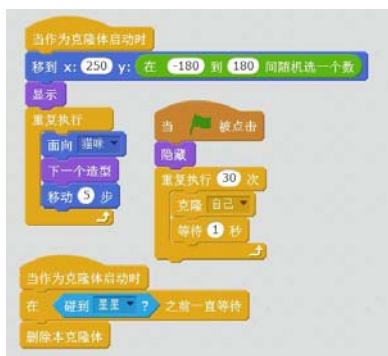 当作为克隆体启动时
移到 x: 250 y: 在 -180 到 180 间随机选一个数
显示
重复执行
面向 猫咪
下一个造型
移动 5 步
当 被点击
隐藏
重复执行 30 次
克隆 自己
等待 1 秒
当作为克隆体启动时
在 碰到 星星 ? 之前一直等待
删除本克隆体